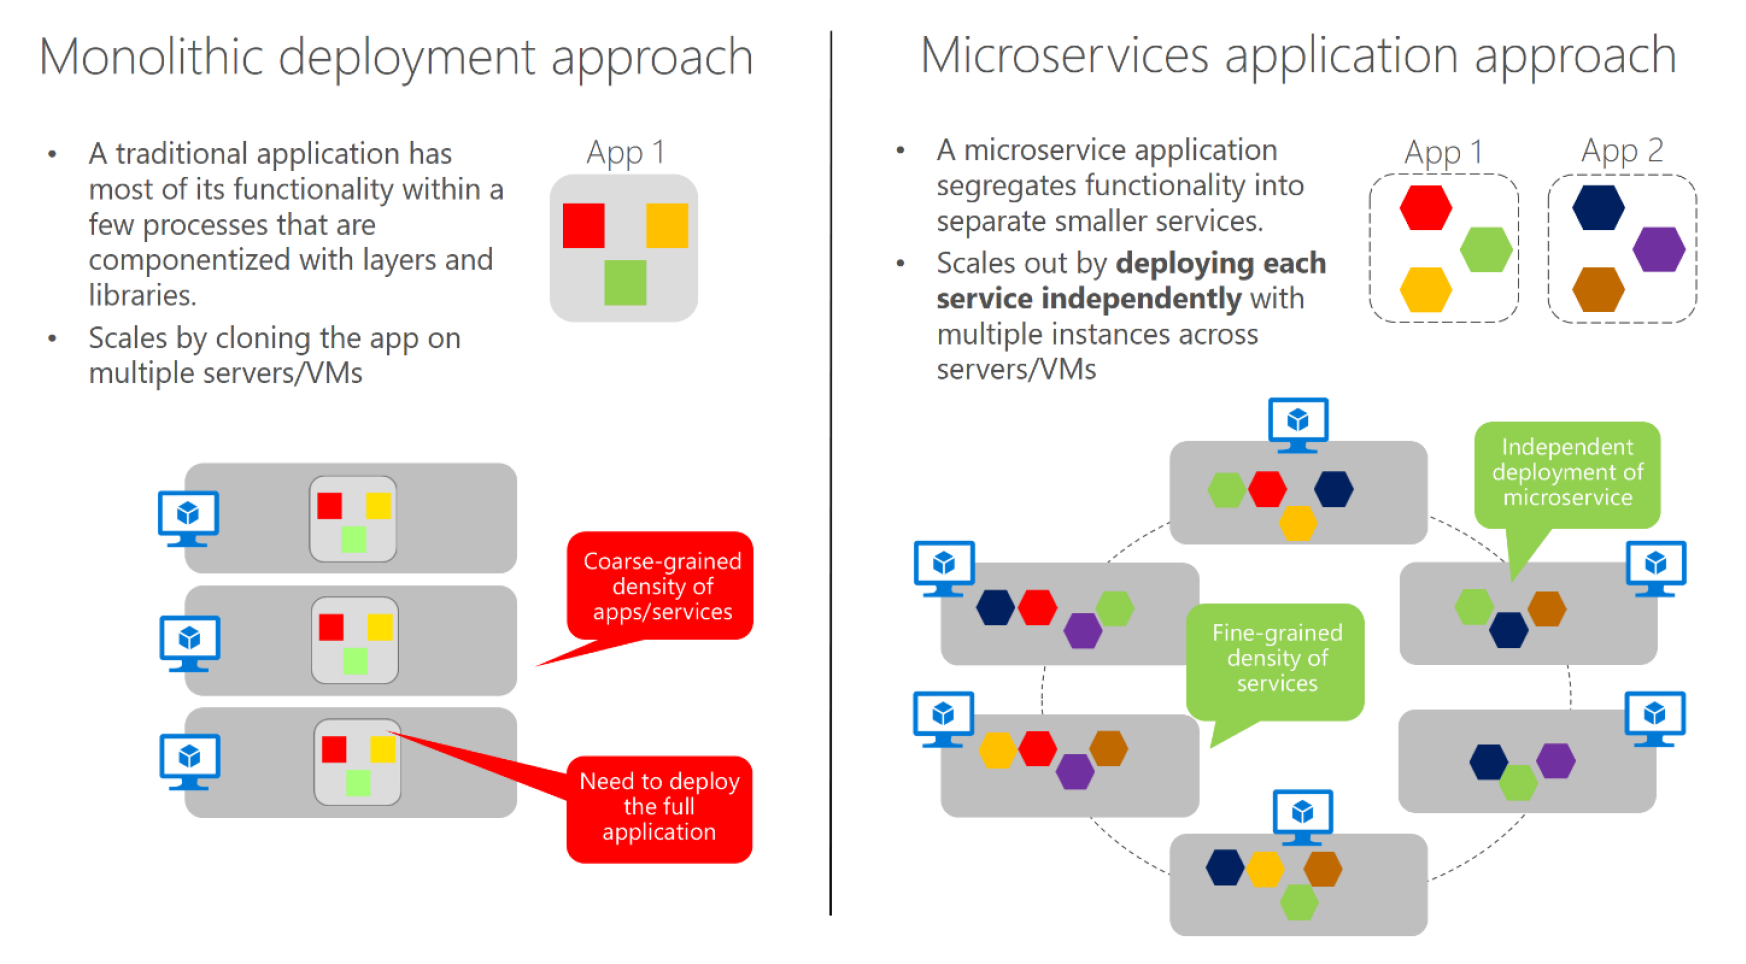 Monolithic deployment approach
• A traditional application has
most of its functionality within a
few processes that are
componentized with layers and
libraries.
• Scales by cloning the app on
multiple servers/VMs
App 1
Coarse-grained
density of
apps/services
Need to deploy
the full
application
Microservices application approach
• A microservice application
segregates functionality into
separate smaller services.
• Scales out by deploying each
service independently with
multiple instances across
servers/VMs
App 1
App 2
Independent
deployment of
microservice
Fine-grained
density of
services